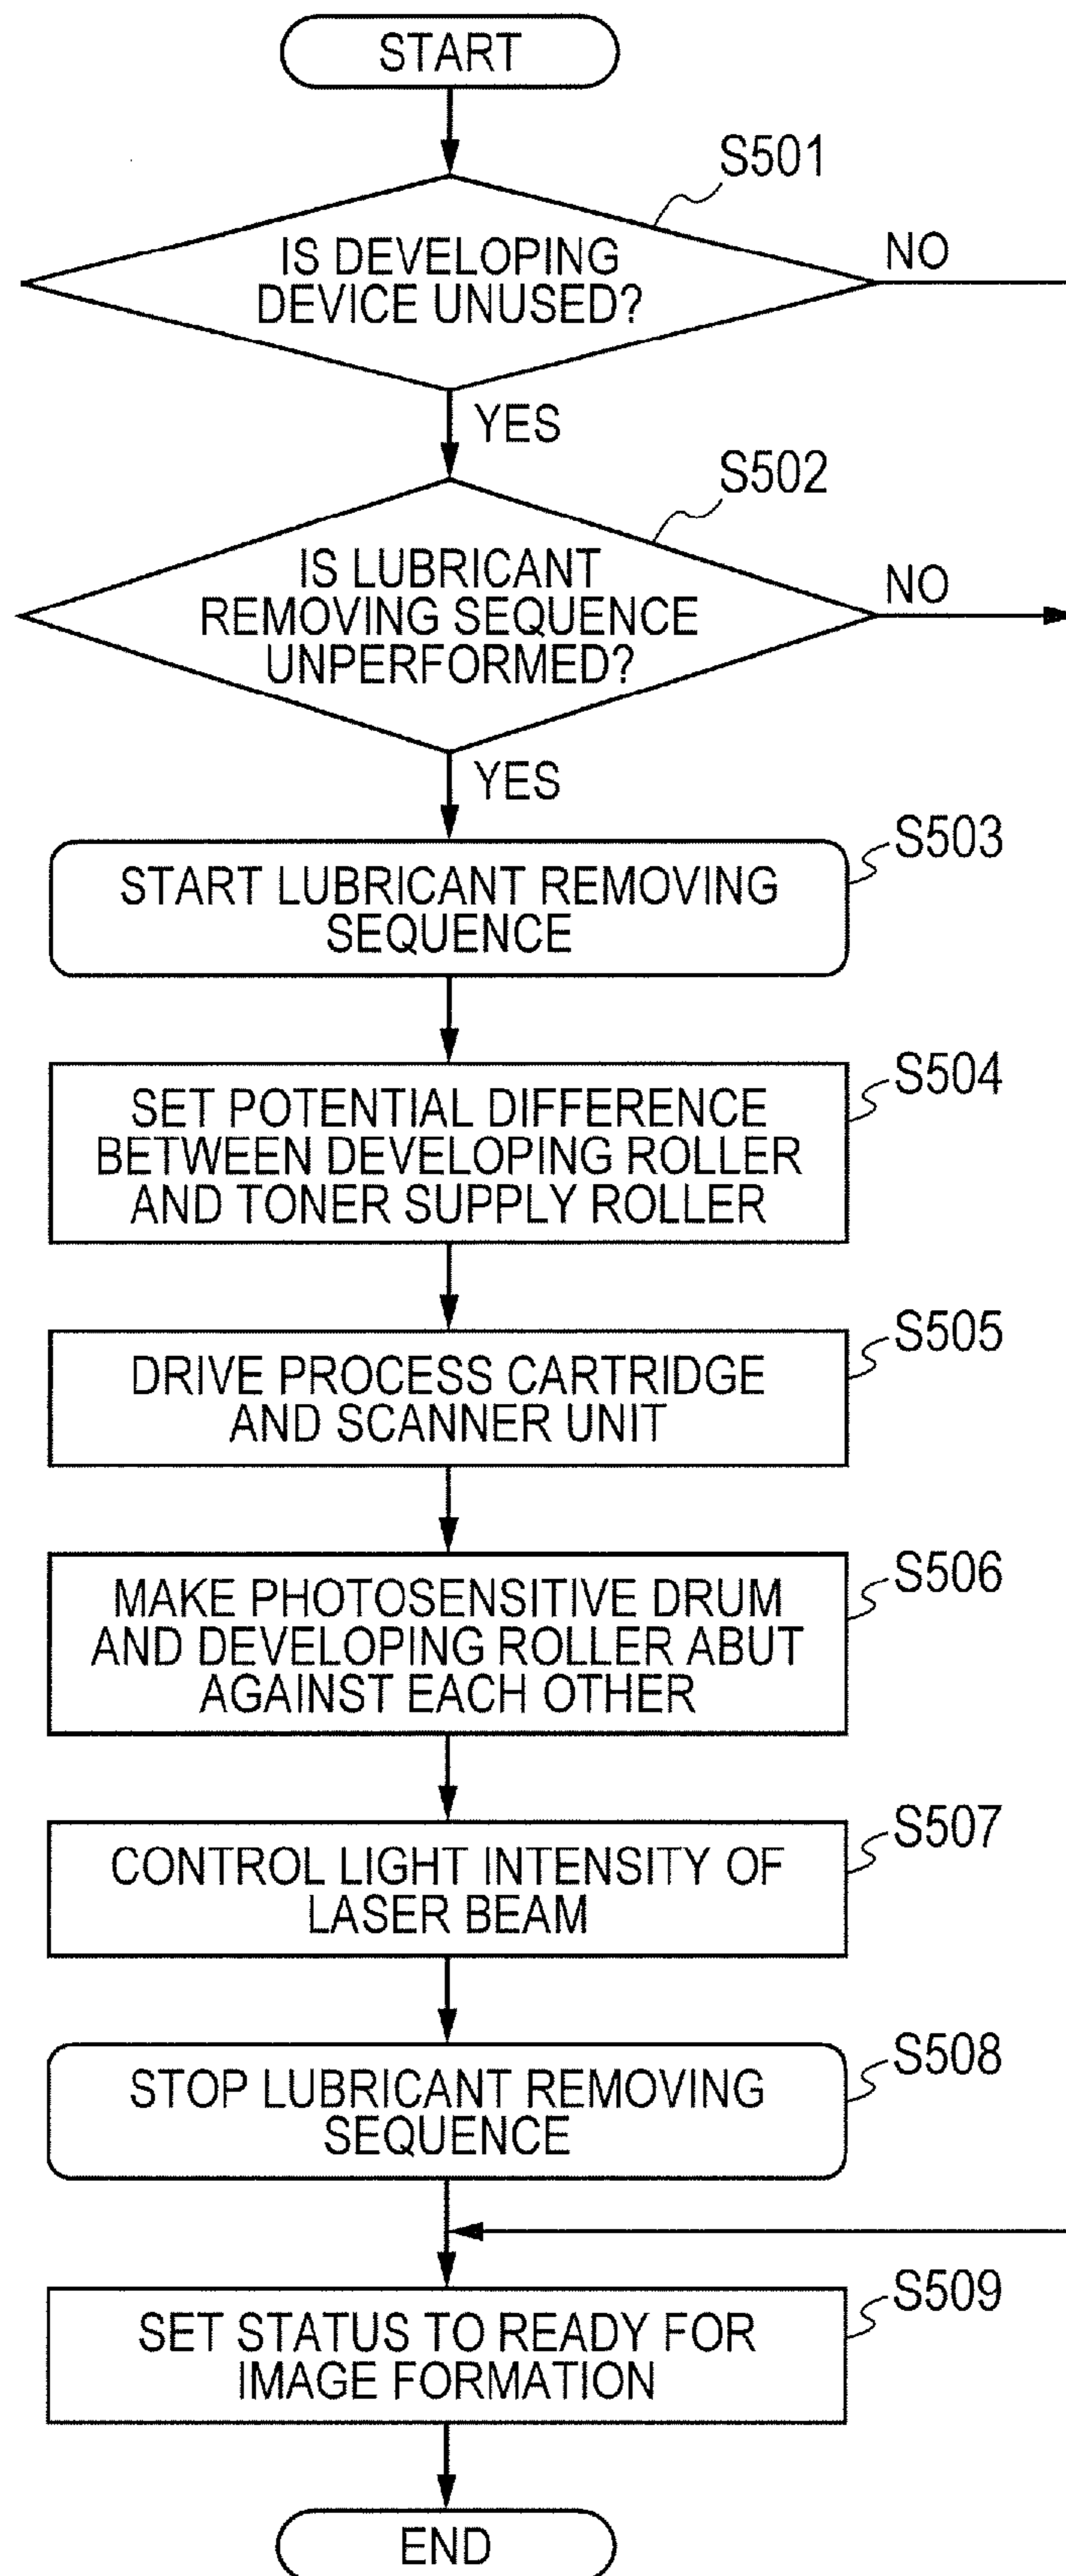 START
S501
IS DEVELOPING
DEVICE UNUSED?
NO
YES
S502
IS LUBRICANT
REMOVING SEQUENCE
UNPERFORMED?
NO
YES
S503
START LUBRICANT REMOVING
SEQUENCE
S504
SET POTENTIAL DIFFERENCE
BETWEEN DEVELOPING ROLLER
AND TONER SUPPLY ROLLER
S505
DRIVE PROCESS CARTRIDGE
AND SCANNER UNIT
S506
MAKE PHOTOSENSITIVE DRUM
AND DEVELOPING ROLLER ABUT
AGAINST EACH OTHER
S507
CONTROL LIGHT INTENSITY OF
LASER BEAM
S508
STOP LUBRICANT REMOVING
SEQUENCE
S509
SET STATUS TO READY FOR
IMAGE FORMATION
END